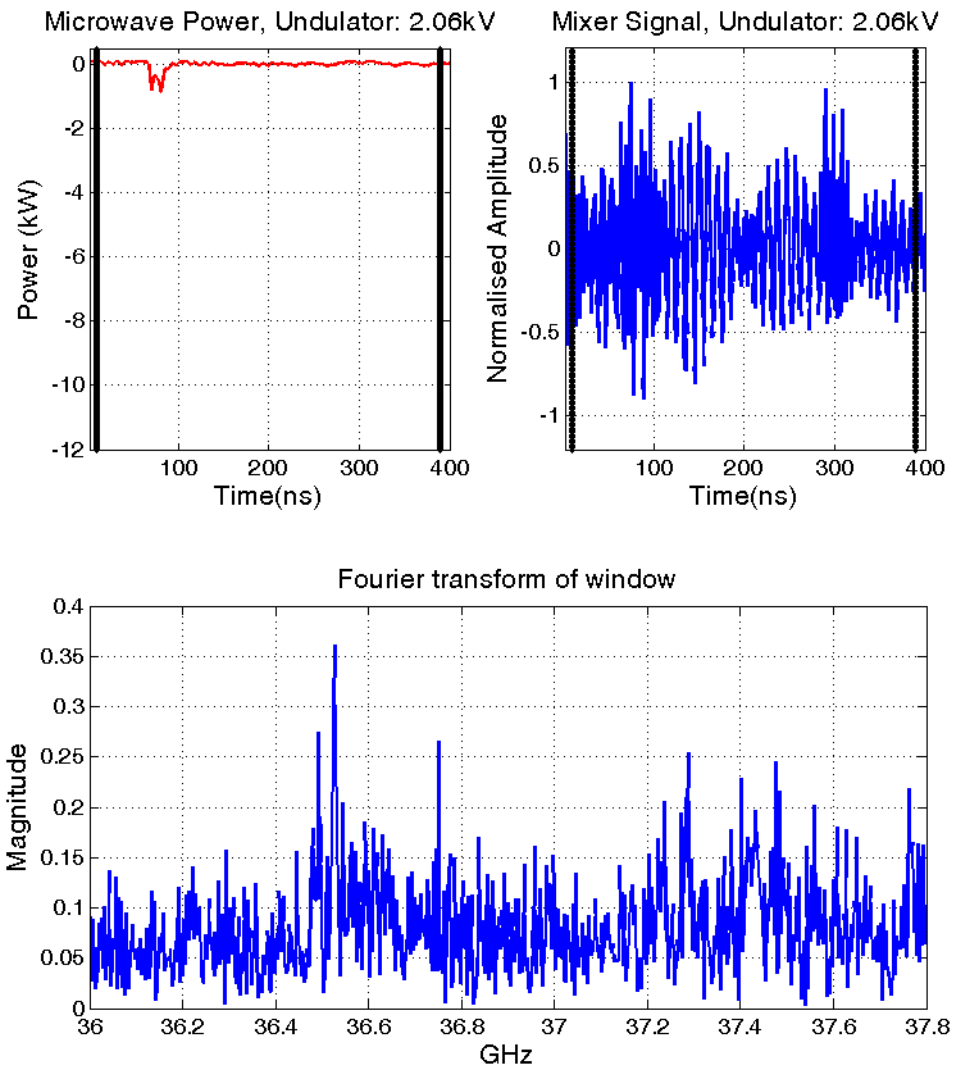 Microwave Power, Undulator: 2.06kV
0
-2
-4
-6
-8
-10
-12
Power (kW)
100 200 300 400
Time(ns)
Mixer Signal, Undulator: 2.06kV
1
0.5
0
-0.5
-1
Normalised Amplitude
100 200 300 400
Time(ns)
Fourier transform of window
0.4
0.35
0.3
0.25
0.2
0.15
0.1
0.05
0
Magnitude
36 36.2 36.4 36.6 36.8 37 37.2 37.4 37.6 37.8
GHz